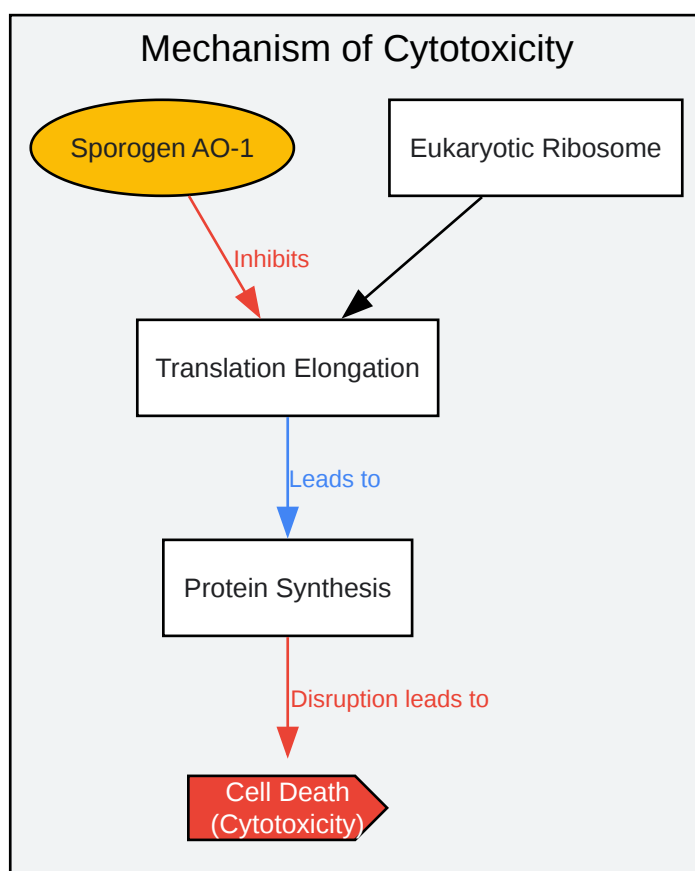 Mechanism of Cytotoxicity
Sporogen AO-1
Eukaryotic Ribosome
Inhibits
Translation Elongation
Leads to
Protein Synthesis
Disruption leads to
Cell Death
(Cytotoxicity)